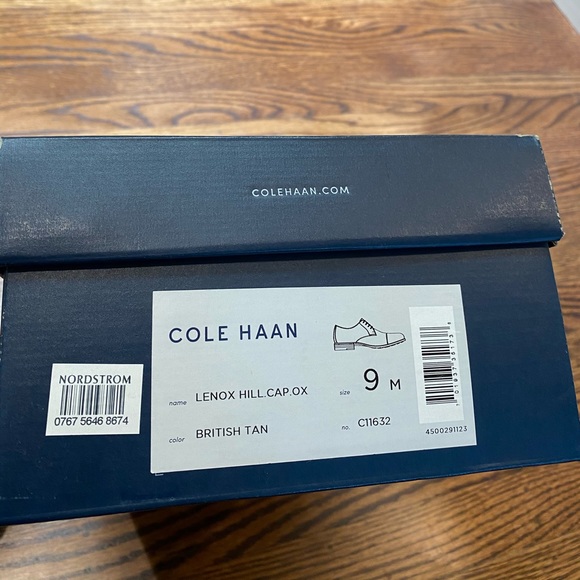 COLEHAAN.COM
COLE HAAN
NORDSTROM
0767 5646 8674
name LENOX HILL.CAP.OX
size 9 M
color BRITISH TAN
no. C11632
4500291123